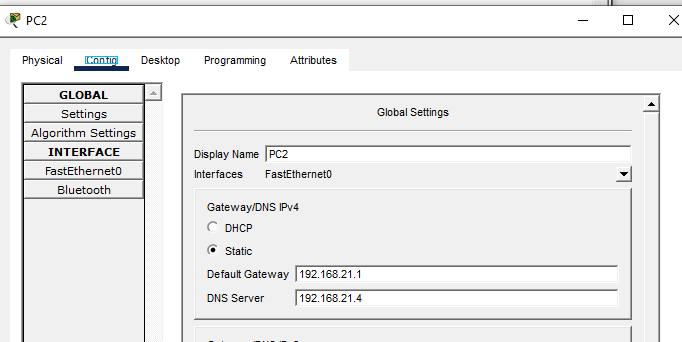 PC2
Physical Config Desktop Programming Attributes
GLOBAL
Settings
Algorithm Settings
INTERFACE
FastEthernet0
Bluetooth
Global Settings
Display Name PC2
Interfaces FastEthernet0
Gateway/DNS IPv4
DHCP
Static
Default Gateway 192.168.21.1
DNS Server 192.168.21.4